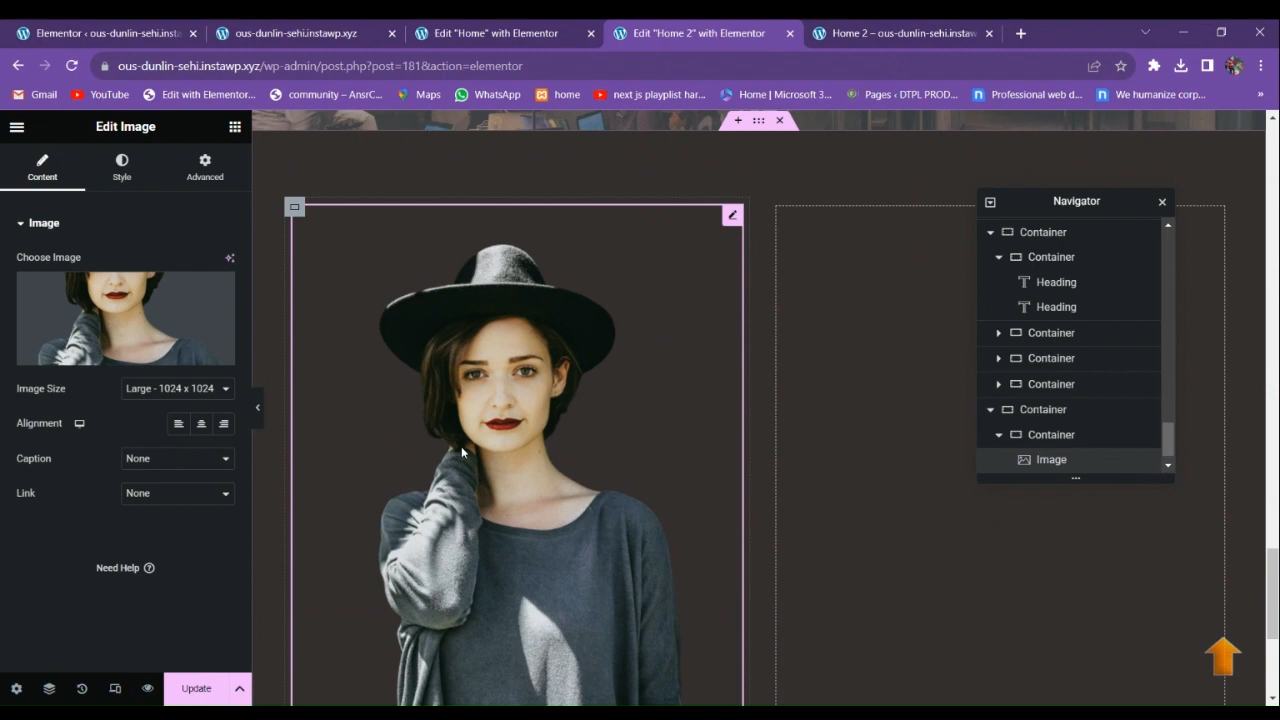 Elementor ‹ ous-dunlin-sehi.insta
ous-dunlin-sehi.instawp.xyz
Edit "Home" with Elementor
Edit "Home 2" with Elementor
Home 2 – ous-dunlin-sehi.instaw
ous-dunlin-sehi.instawp.xyz/wp-admin/post.php?post=181&action=elementor
Gmail
YouTube
Edit with Elementor...
community – AnsrC...
Maps
WhatsApp
home
next js playlist har...
Home | Microsoft 3...
Pages ‹ DTPL PROD...
Professional web d...
We humanize corp...
»
Edit Image
Content
Style
Advanced
Image
Choose Image
Image Size
Large - 1024 x 1024
Alignment
Caption
None
Link
None
Need Help
Update
Navigator
Container
Container
Heading
Heading
Container
Container
Container
Container
Container
Image